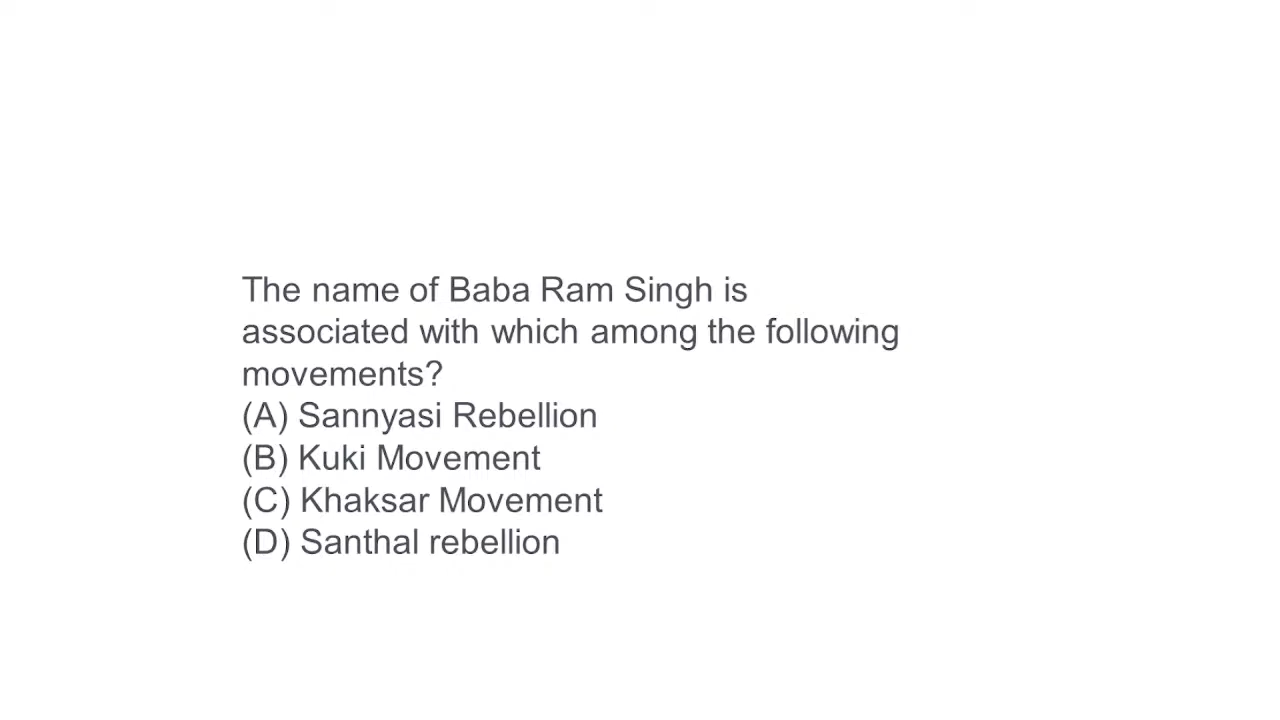 The name of Baba Ram Singh is
associated with which among the following
movements?
(A) Sannyasi Rebellion
(B) Kuki Movement
(C) Khaksar Movement
(D) Santhal rebellion